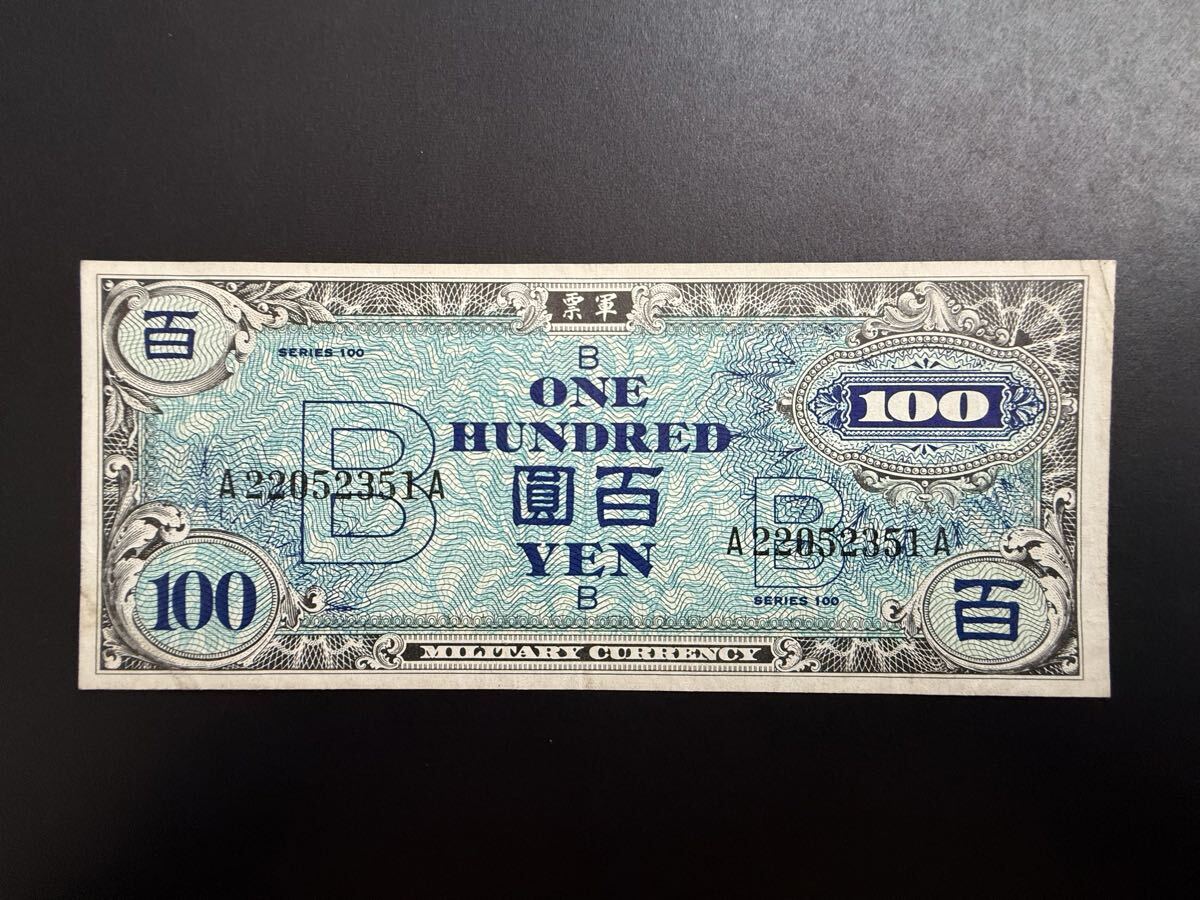 票軍
百
SERIES 100
B
ONE
HUNDRED
圓百
YEN
B
100
B
A22052351A
B
A22052351A
SERIES 100
100
百
MILITARY CURRENCY